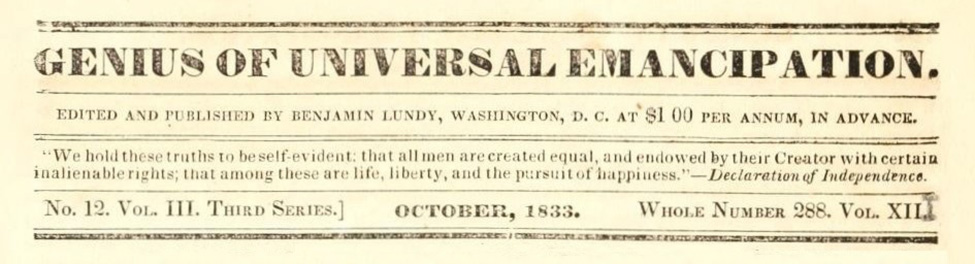 GENIUS OF UNIVERSAL EMANCIPATION.
EDITED AND PUBLISHED BY BENJAMIN LUNDY, WASHINGTON, D. C. AT $1 00 PER ANNUM, IN ADVANCE.
"We hold these truths to be self-evident: that all men are created equal, and endowed by their Creator with certain
inalienable rights; that among these are life, liberty, and the pursuit of happiness."—Declaration of Independence.
No. 12. Vol. III. Third Series.] OCTOBER, 1833. Whole Number 288. Vol. XIII